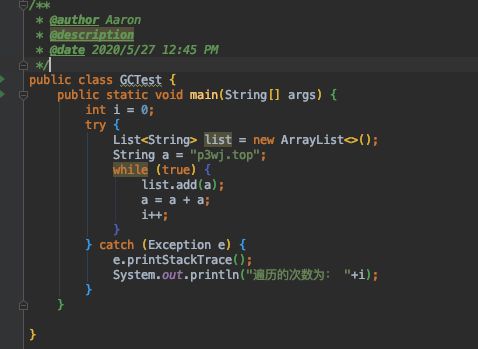 /**
 * @author Aaron
 * @description
 * @date 2020/5/27 12:45 PM
 */
public class GCTest {
    public static void main(String[] args) {
        int i = 0;
        try {
            List<String> list = new ArrayList<>();
            String a = "p3wj.top";
            while (true) {
                list.add(a);
                a = a + a;
                i++;
            }
        } catch (Exception e) {
            e.printStackTrace();
            System.out.println("遍历的次数为： "+i);
        }
    }
}